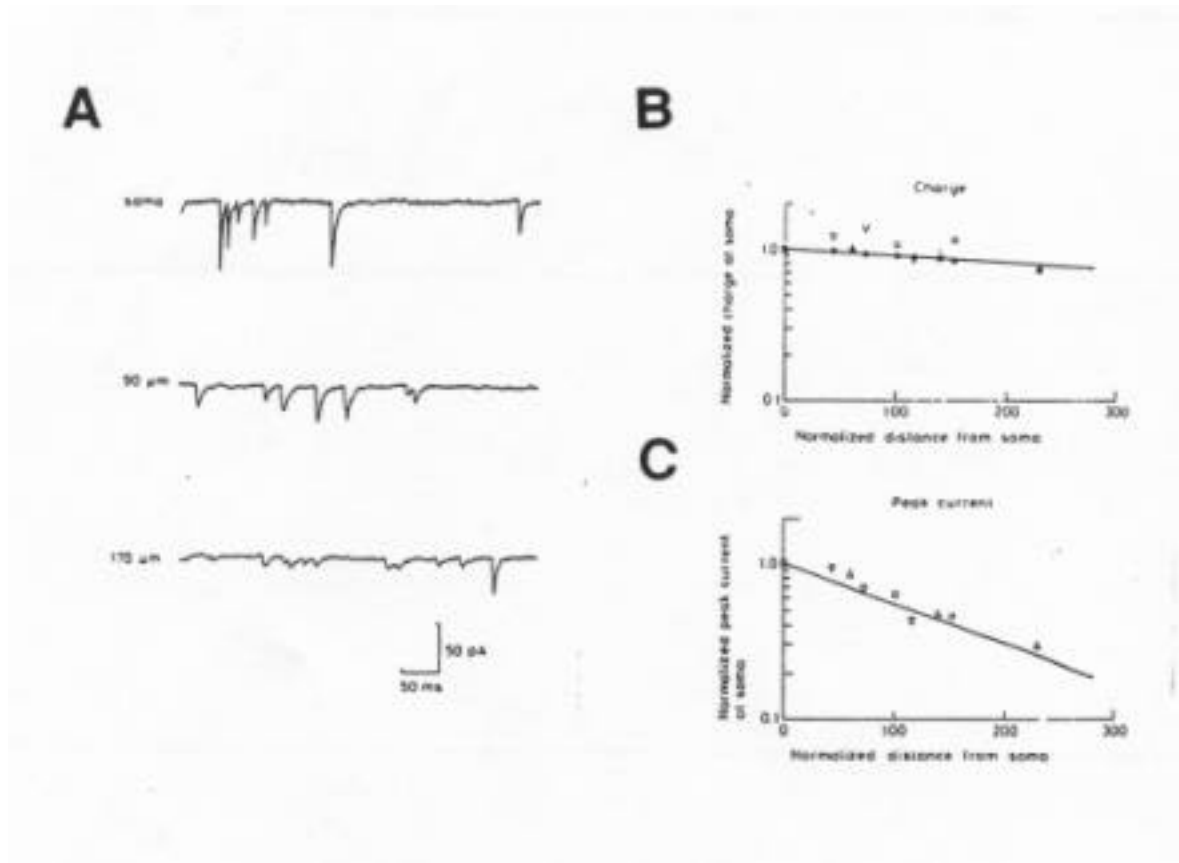 A
soma
90 µm
170 µm
50 pA
50 ms
B
Charge
Normalized charge at soma
1.0
0.1
0
100
200
300
Normalized distance from soma
C
Peak current
Normalized peak current
at soma
1.0
0.1
0
100
200
300
Normalized distance from soma